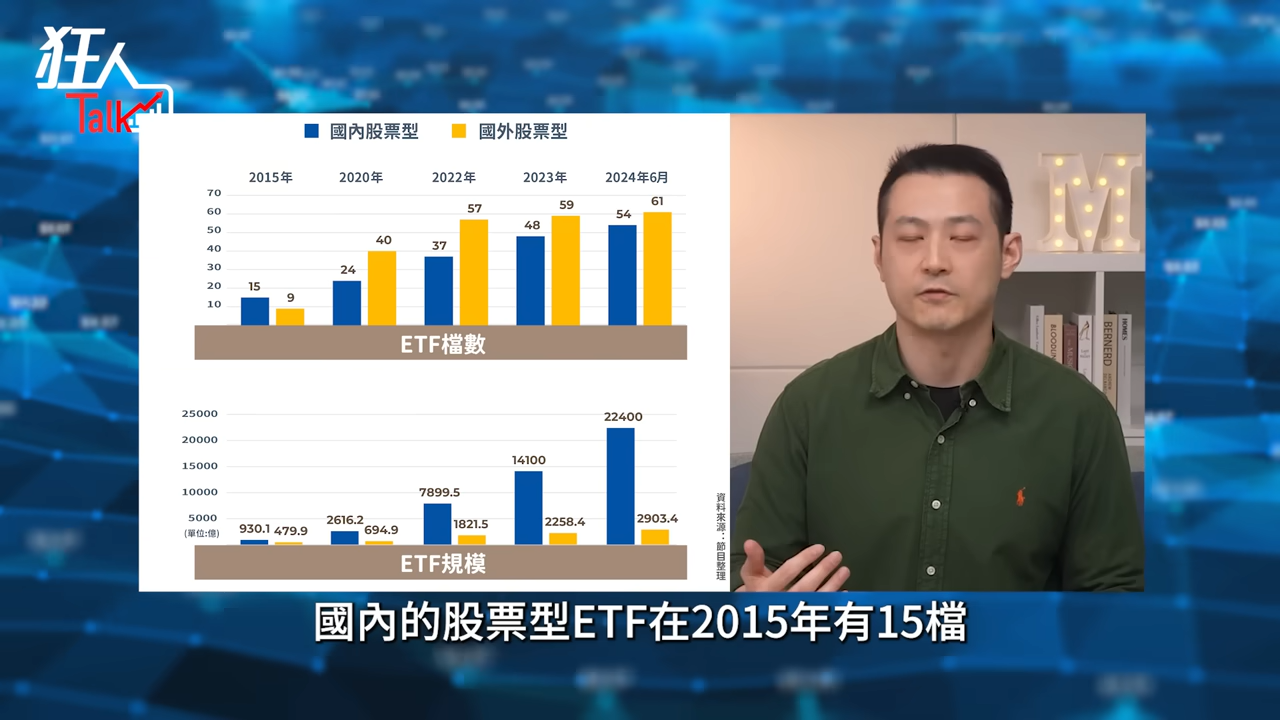 狂人
Talk
國內股票型 國外股票型
2015年 2020年 2022年 2023年 2024年6月
70
60
50
40
30
20
10
15 9 24 40 37 57 48 59 54 61
ETF檔數
25000
20000
15000
10000
5000
(單位:億)
930.1 479.9 2616.2 694.9 7899.5 1821.5 14100 2258.4 22400 2903.4
ETF規模
資料來源：節目整理
M
BERNERD
HOMES
國內的股票型ETF在2015年有15檔